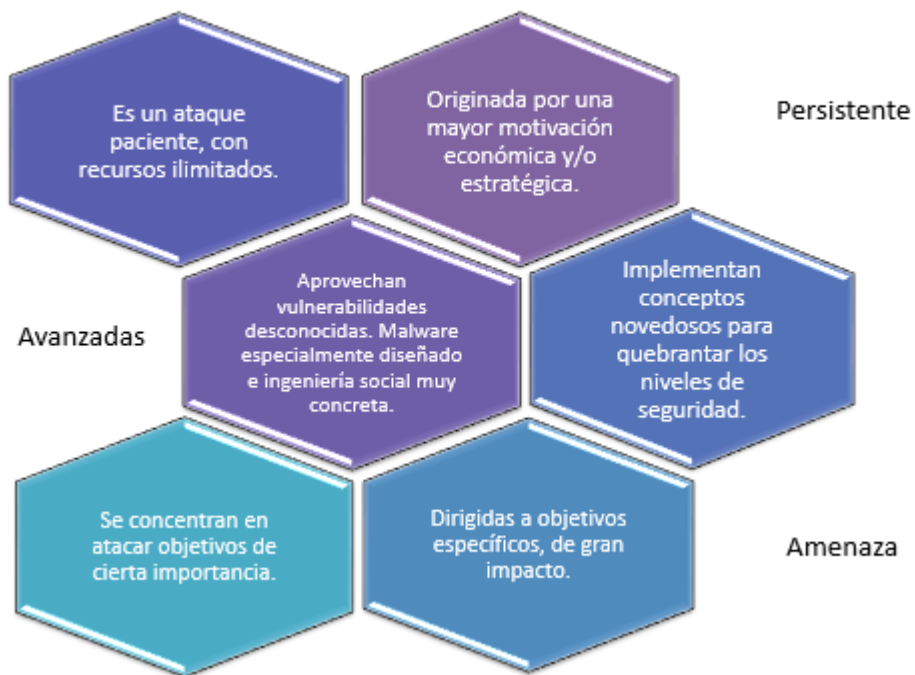 Es un ataque
paciente, con
recursos ilimitados.
Originada por una
mayor motivación
económica y/o
estratégica.
Persistente
Avanzadas
Aprovechan
vulnerabilidades
desconocidas. Malware
especialmente diseñado
e ingeniería social muy
concreta.
Implementan
conceptos
novedosos para
quebrantar los
niveles de
seguridad.
Se concentran en
atacar objetivos de
cierta importancia.
Dirigidas a objetivos
específicos, de gran
impacto.
Amenaza